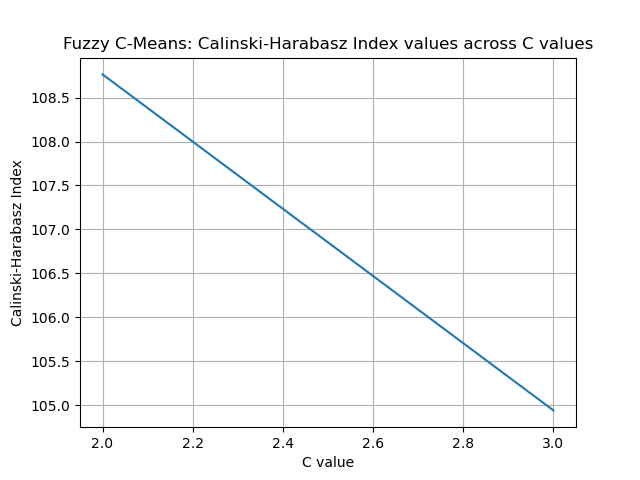 Fuzzy C-Means: Calinski-Harabasz Index values across C values
Calinski-Harabasz Index
108.5
108.0
107.5
107.0
106.5
106.0
105.5
105.0
2.0 2.2 2.4 2.6 2.8 3.0
C value